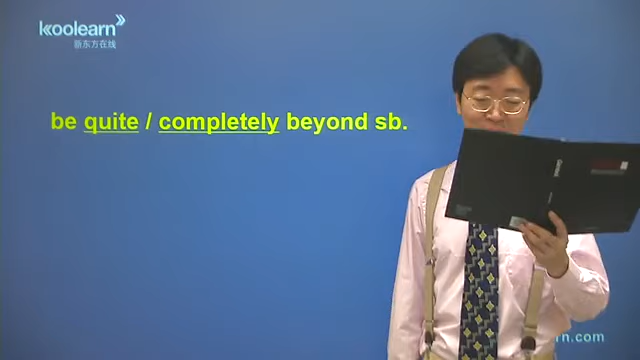 koolearn
新东方在线
be quite / completely beyond sb.
rn.com